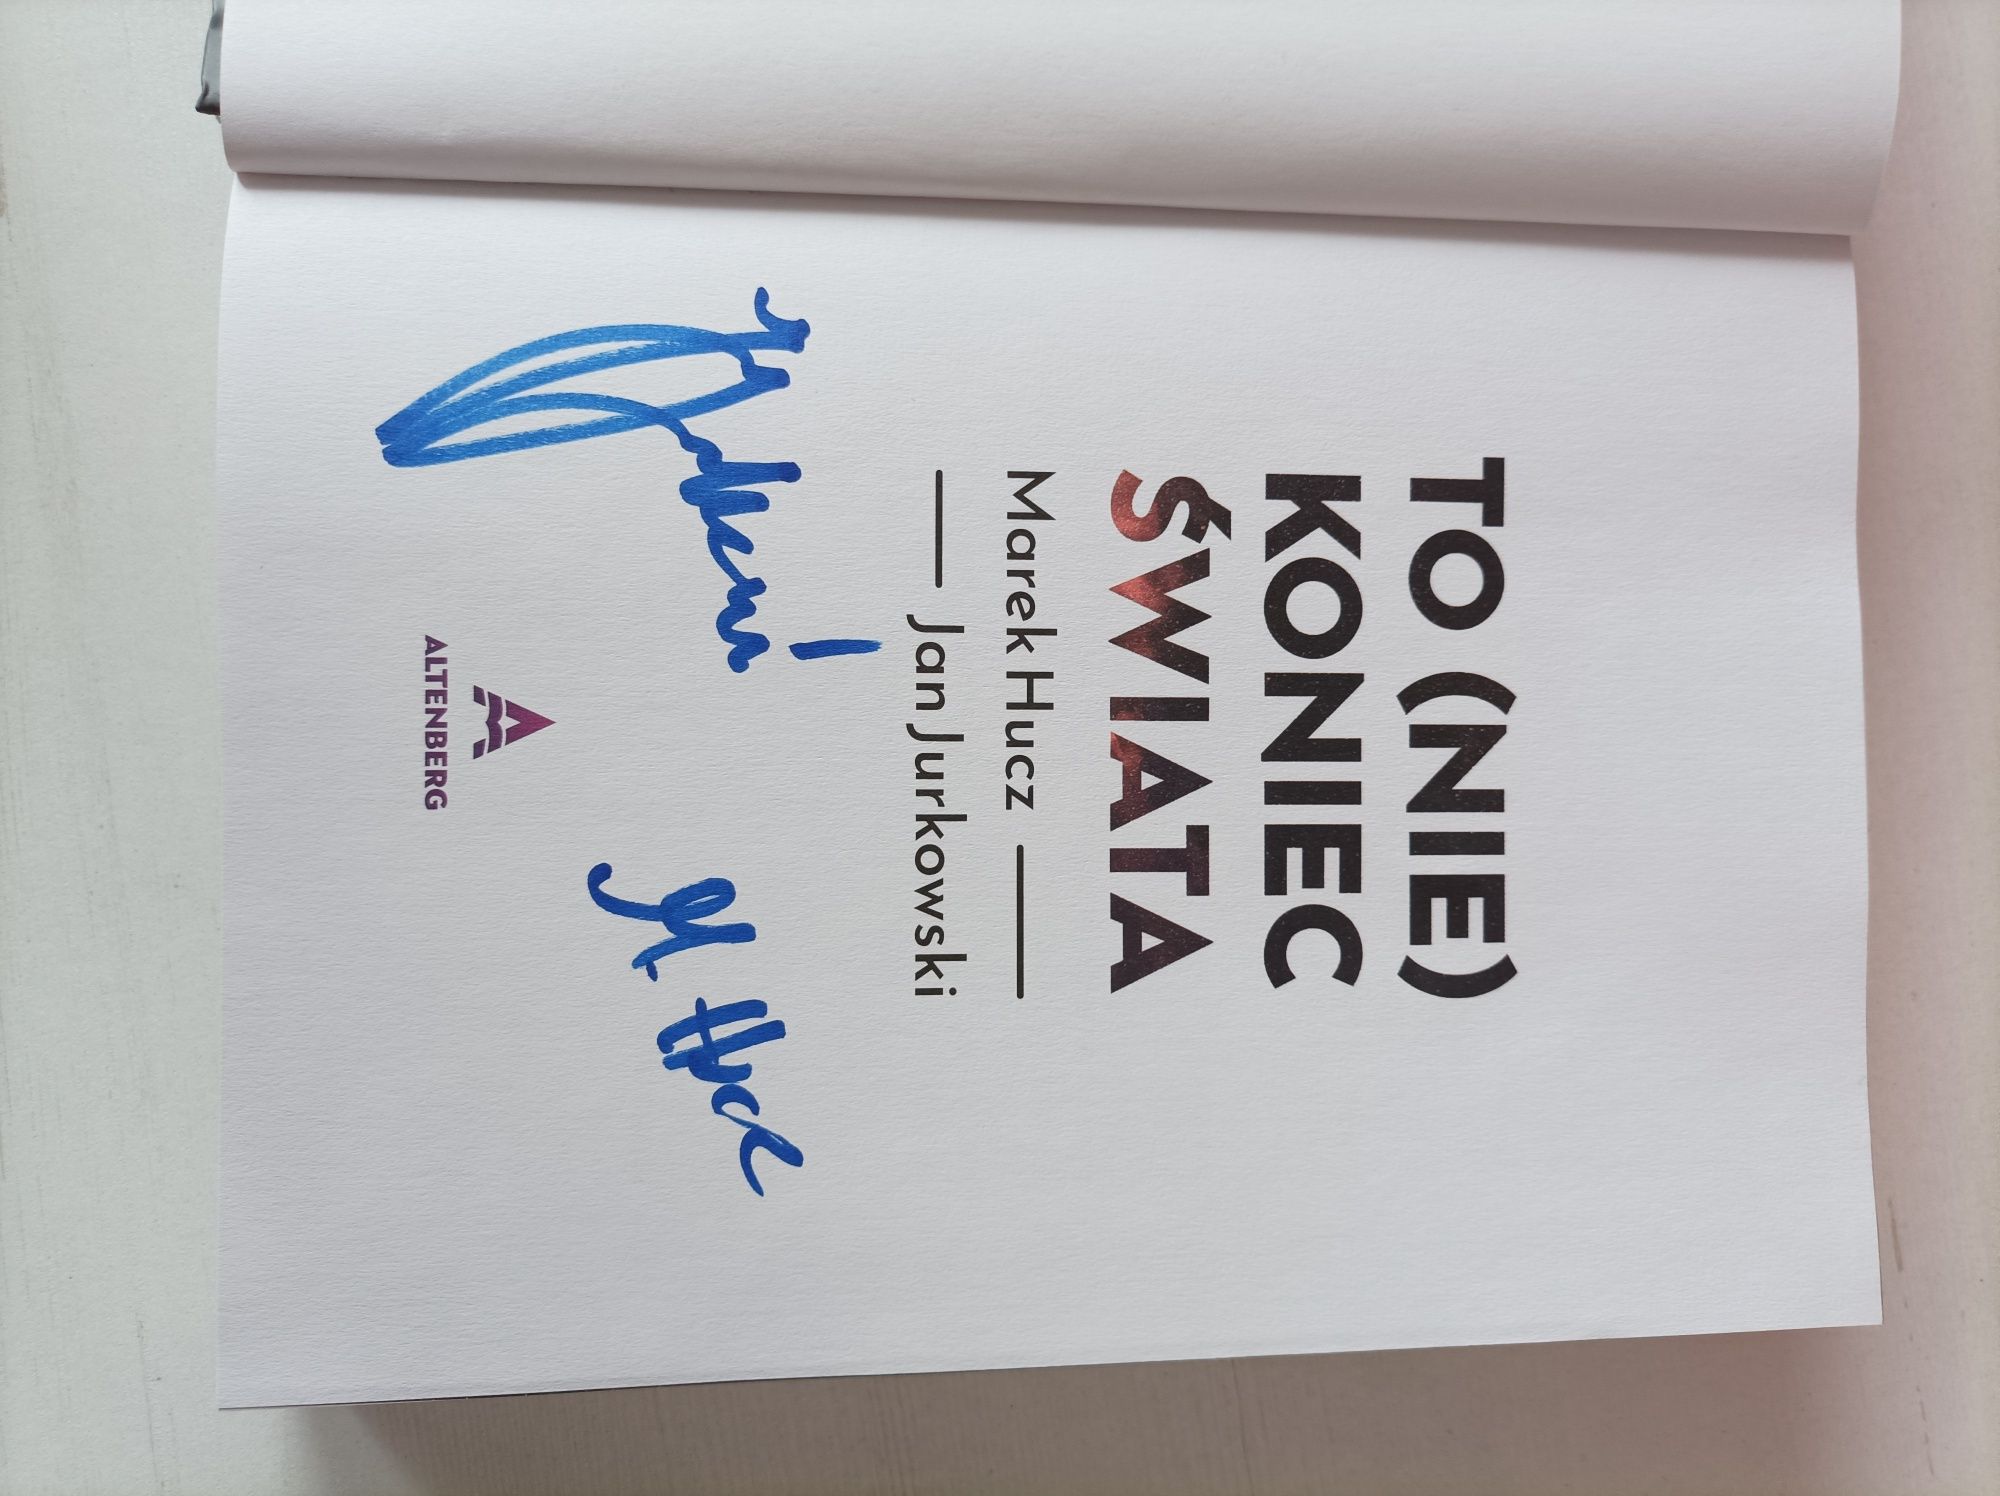 TO (NIE)
KONIEC
ŚWIATA
Marek Hucz
Jan Jurkowski
ALTENBERG